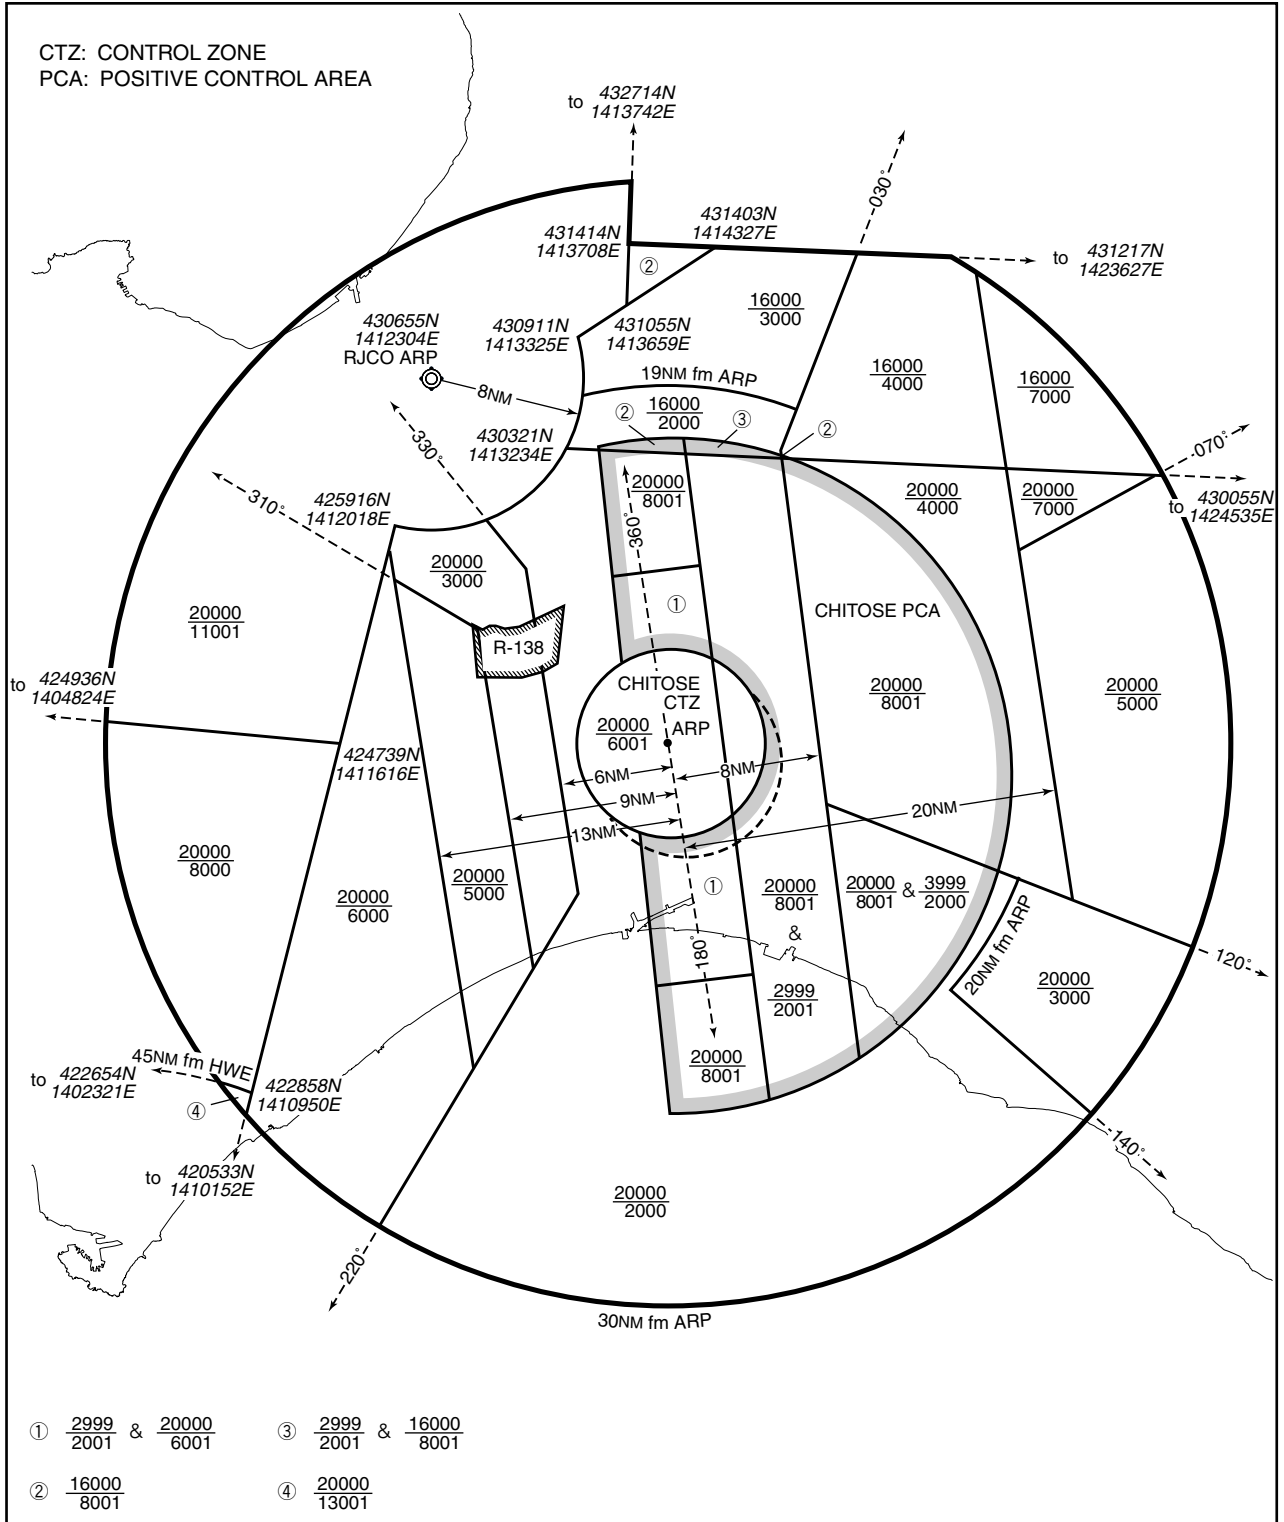 CTZ: CONTROL ZONE
PCA: POSITIVE CONTROL AREA
to 432714N
1413742E
030°
431403N
1414327E
431414N
1413708E
②
to 431217N
1423627E
16000
3000
430655N
1412304E
RJCO ARP
430911N
1413325E
431055N
1413659E
16000
4000
16000
7000
19NM fm ARP
8NM
② 16000
2000
③
②
330°
430321N
1413234E
070°
to 430055N
1424535E
20000
8001
20000
4000
20000
7000
310°
425916N
1412018E
360°
20000
3000
①
CHITOSE PCA
20000
11001
R-138
to 424936N
1404824E
CHITOSE
CTZ
ARP
20000
6001
20000
8001
20000
5000
424739N
1411616E
6NM
8NM
9NM
20NM
13NM
20000
8000
20000
6000
20000
5000
①
20000
8001
&
2999
2001
20000
8001
&
3999
2000
180°
20NM fm ARP
120°
20000
3000
20000
8001
45NM fm HWE
to 422654N
1402321E
④
422858N
1410950E
140°
to 420533N
1410152E
20000
2000
220°
30NM fm ARP
① 2999
2001
& 20000
6001
③ 2999
2001
& 16000
8001
② 16000
8001
④ 20000
13001